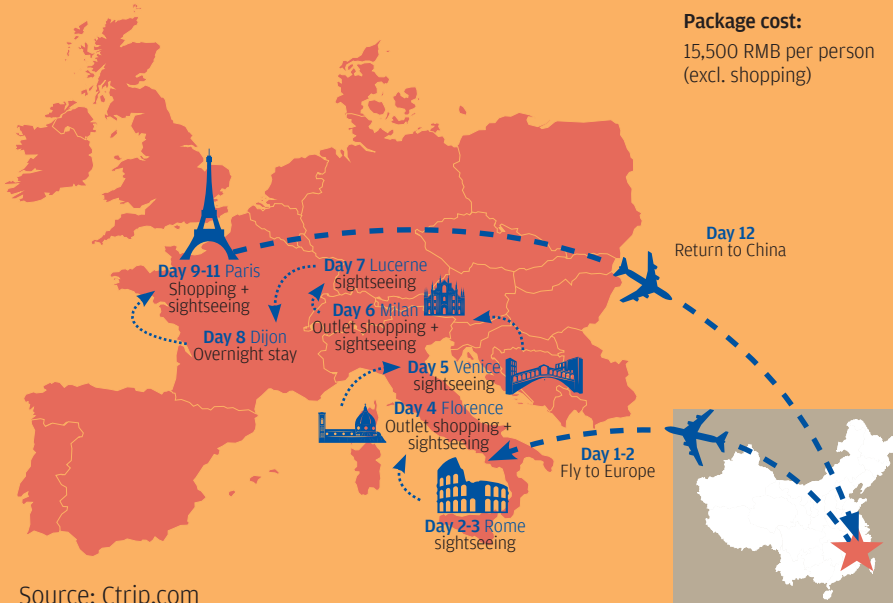 Package cost:
15,500 RMB per person
(excl. shopping)
Day 12
Return to China
Day 9-11 Paris
Shopping +
sightseeing
Day 7 Lucerne
sightseeing
Day 6 Milan
Outlet shopping +
sightseeing
Day 8 Dijon
Overnight stay
Day 5 Venice
sightseeing
Day 4 Florence
Outlet shopping +
sightseeing
Day 1-2
Fly to Europe
Day 2-3 Rome
sightseeing
Source: Ctrip.com